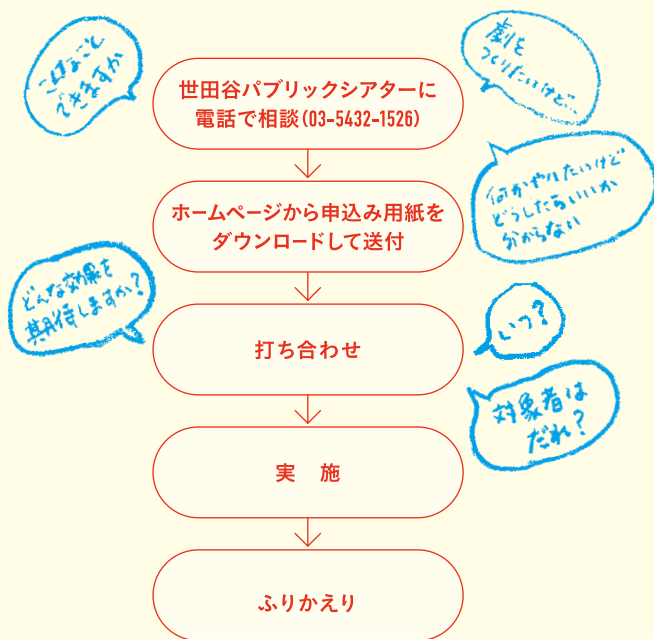 こんなこと
できますか
世田谷パブリックシアターに
電話で相談(03-5432-1526)
劇を
つくりたいけど…
何かやりたいけど
どうしたらいいか
分からない
ホームページから申込み用紙を
ダウンロードして送付
どんな効果を
期待しますか?
打ち合わせ
いつ?
対象者は
だれ?
実 施
ふりかえり